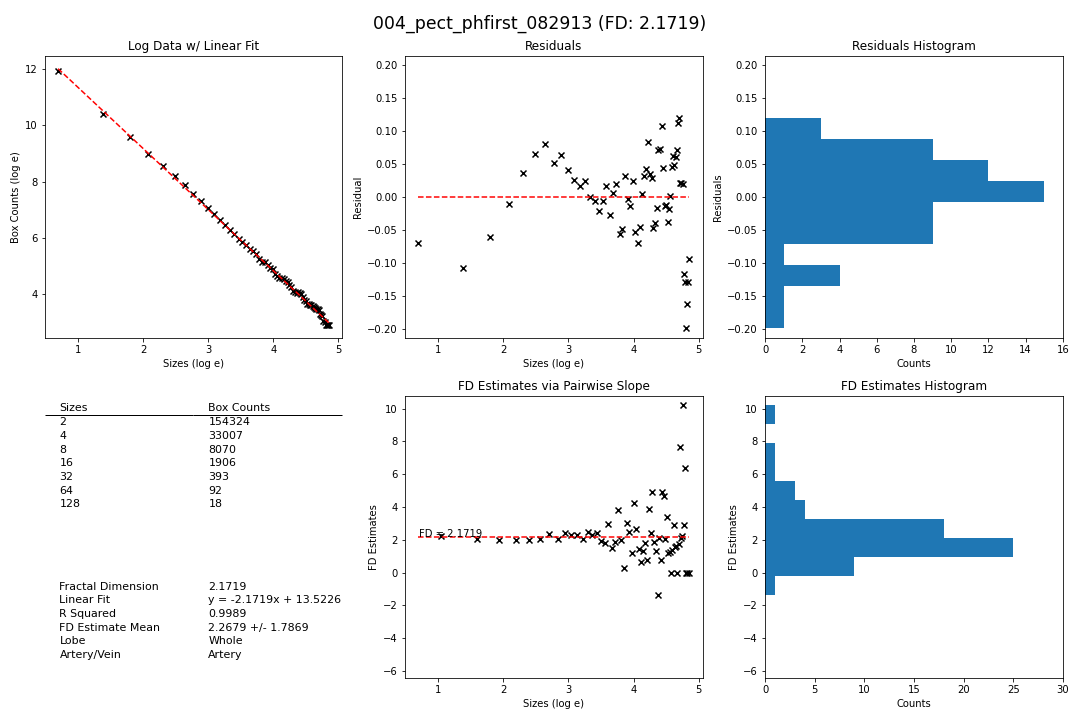 004_pect_phfirst_082913 (FD: 2.1719)
Log Data w/ Linear Fit
Box Counts (log e)
12
10
8
6
4
1 2 3 4 5
Sizes (log e)
Residuals
Residual
0.20
0.15
0.10
0.05
0.00
−0.05
−0.10
−0.15
−0.20
1 2 3 4 5
Sizes (log e)
Residuals Histogram
Residuals
0.20
0.15
0.10
0.05
0.00
−0.05
−0.10
−0.15
−0.20
0 2 4 6 8 10 12 14 16
Counts
Sizes Box Counts
2 154324
4 33007
8 8070
16 1906
32 393
64 92
128 18
Fractal Dimension 2.1719
Linear Fit y = -2.1719x + 13.5226
R Squared 0.9989
FD Estimate Mean 2.2679 +/- 1.7869
Lobe Whole
Artery/Vein Artery
FD Estimates via Pairwise Slope
FD Estimates
10
8
6
4
2
0
−2
−4
−6
FD = 2.1719
1 2 3 4 5
Sizes (log e)
FD Estimates Histogram
FD Estimates
10
8
6
4
2
0
−2
−4
−6
0 5 10 15 20 25 30
Counts